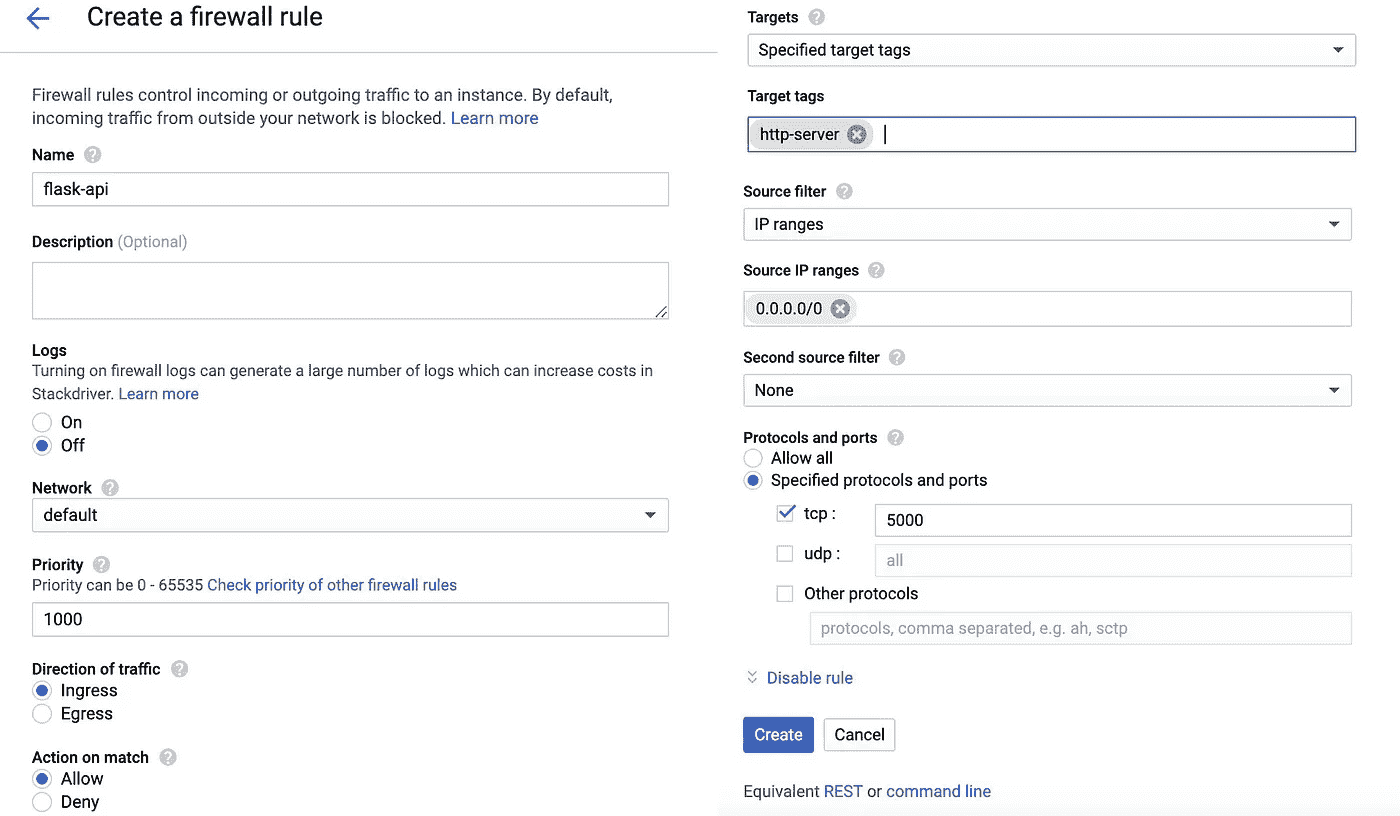 Create a firewall rule
Firewall rules control incoming or outgoing traffic to an instance. By default,
incoming traffic from outside your network is blocked. Learn more
Name
flask-api
Description (Optional)
Logs
Turning on firewall logs can generate a large number of logs which can increase costs in
Stackdriver. Learn more
On
Off
Network
default
Priority
Priority can be 0 - 65535 Check priority of other firewall rules
1000
Direction of traffic
Ingress
Egress
Action on match
Allow
Deny
Targets
Specified target tags
Target tags
http-server
Source filter
IP ranges
Source IP ranges
0.0.0.0/0
Second source filter
None
Protocols and ports
Allow all
Specified protocols and ports
tcp : 5000
udp : all
Other protocols
protocols, comma separated, e.g. ah, sctp
Disable rule
Create Cancel
Equivalent REST or command line